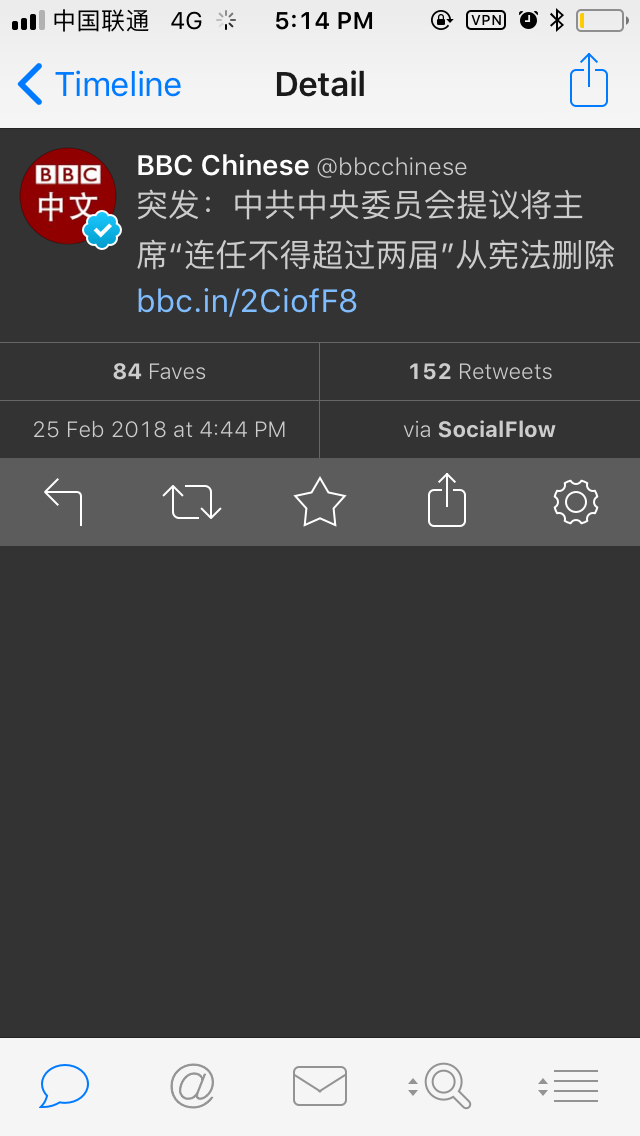 中国联通 4G 5:14 PM VPN
Timeline Detail
BBC
中文
BBC Chinese @bbcchinese
突发：中共中央委员会提议将主
席“连任不得超过两届”从宪法删除
bbc.in/2CiofF8
84 Faves 152 Retweets
25 Feb 2018 at 4:44 PM via SocialFlow